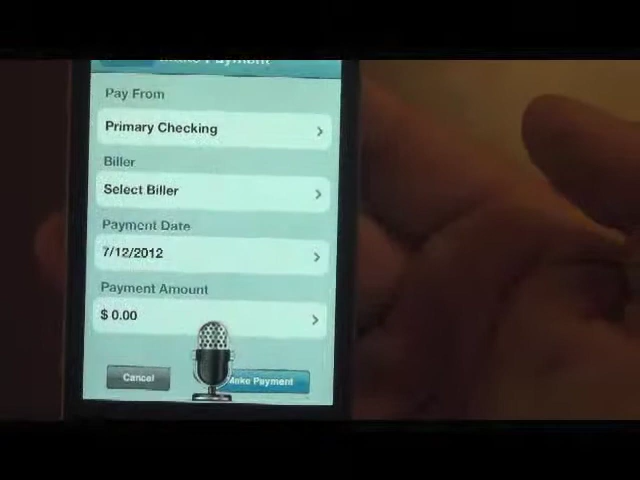 Make Payment
Pay From
Primary Checking
Biller
Select Biller
Payment Date
7/12/2012
Payment Amount
$ 0.00
Cancel
Make Payment